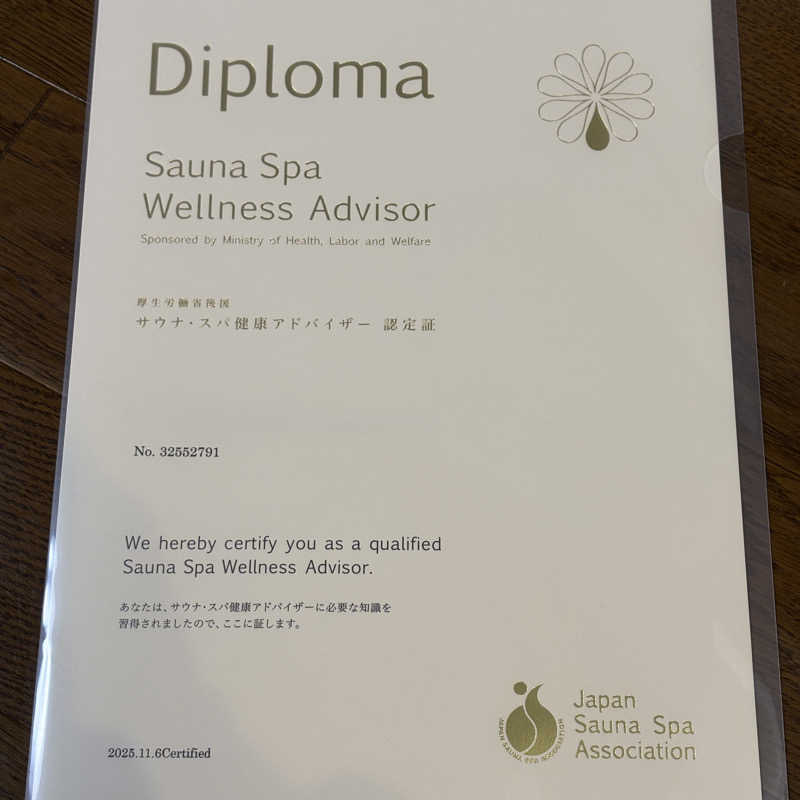 Diploma
Sauna Spa
Wellness Advisor
Sponsored by Ministry of Health, Labor and Welfare
厚生労働省後援
サウナ・スパ健康アドバイザー 認定証
No. 32552791
We hereby certify you as a qualified
Sauna Spa Wellness Advisor.
あなたは、サウナ・スパ健康アドバイザーに必要な知識を
習得されましたので、ここに証します。
2025.11.6Certified
JAPAN SAUNA SPA ASSOCIATION
Japan
Sauna Spa
Association